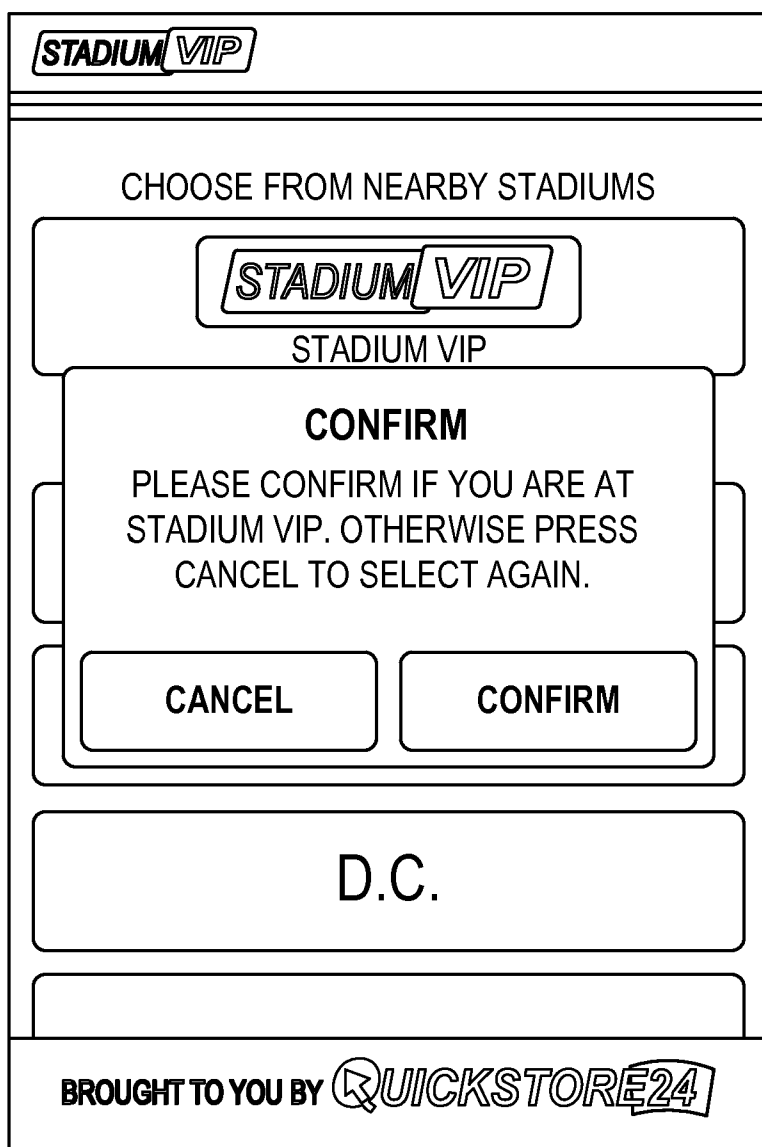 STADIUM VIP
CHOOSE FROM NEARBY STADIUMS
STADIUM VIP
STADIUM VIP
CONFIRM
PLEASE CONFIRM IF YOU ARE AT
STADIUM VIP. OTHERWISE PRESS
CANCEL TO SELECT AGAIN.
CANCEL CONFIRM
D.C.
BROUGHT TO YOU BY QUICKSTORE24